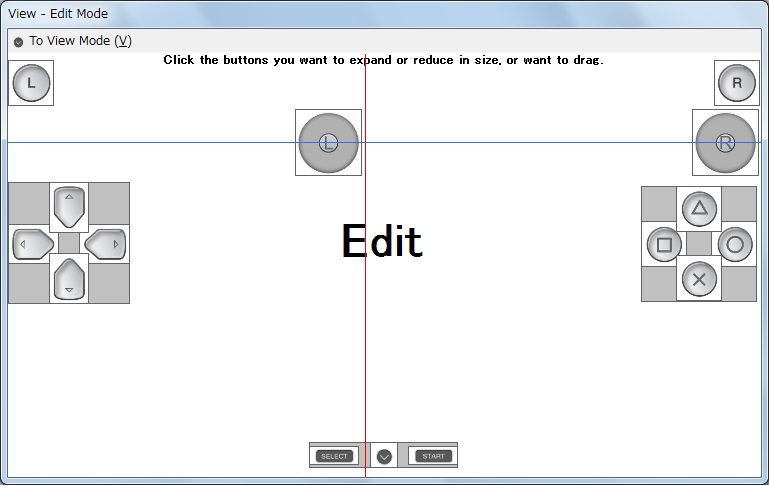 View - Edit Mode
To View Mode (V)
Click the buttons you want to expand or reduce in size, or want to drag.
L
R
L
R
Edit
SELECT
START